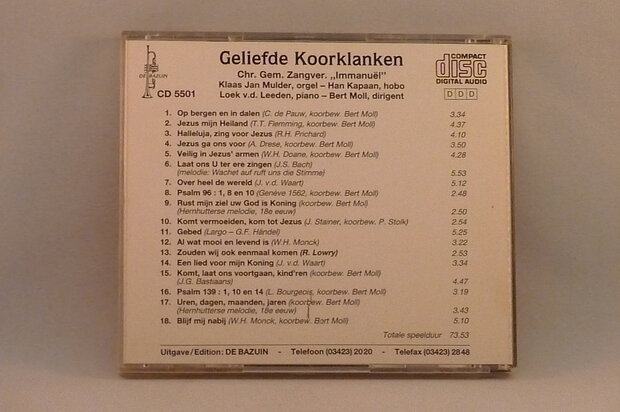 Geliefde Koorklanken
Chr. Gem. Zangver. „Immanuël"
Klaas Jan Mulder, orgel – Han Kapaan, hobo
Loek v.d. Leeden, piano – Bert Moll, dirigent
DE BAZUIN
CD 5501
COMPACT
disc
DIGITAL AUDIO
DDD
1. Op bergen en in dalen (C. de Pauw, koorbew. Bert Moll) 3.34
2. Jezus mijn Heiland (T.T. Flemming, koorbew. Bert Moll) 4.37
3. Halleluja, zing voor Jezus (R.H. Prichard) 4.10
4. Jezus ga ons voor (A. Drese, koorbew. Bert Moll) 3.50
5. Veilig in Jezus' armen (W.H. Doane, koorbew. Bert Moll) 4.28
6. Laat ons U ter ere zingen (J.S. Bach)
(melodie: Wachet auf ruft uns die Stimme) 5.53
7. Over heel de wereld (J. v.d. Waart) 5.12
8. Psalm 96 : 1, 8 en 10 (Genève 1562, koorbew. Bert Moll) 2.48
9. Rust mijn ziel uw God is Koning (koorbew. Bert Moll)
(Hernhutterse melodie, 18e eeuw) 2.50
10. Komt vermoeiden, kom tot Jezus (J. Stainer, koorbew. P. Stolk) 2.54
11. Gebed (Largo – G.F. Händel) 5.25
12. Al wat mooi en levend is (W.H. Monck) 3.22
13. Zouden wij ook eenmaal komen (R. Lowry) 2.53
14. Een lied voor mijn Koning (J. v.d. Waart) 3.34
15. Komt, laat ons voortgaan, kind'ren (koorbew. Bert Moll)
(J.G. Bastiaans) 4.47
16. Psalm 139 : 1, 10 en 14 (L. Bourgeois, koorbew. Bert Moll) 3.19
17. Uren, dagen, maanden, jaren (koorbew. Bert Moll)
(Hernhutterse melodie, 18e eeuw) 3.43
18. Blijf mij nabij (W.H. Monck, koorbew. Bert Moll) 5.10
Totale speelduur 73.53
Uitgave/Edition: DE BAZUIN - Telefoon (03423) 2020 - Telefax (03423) 2848